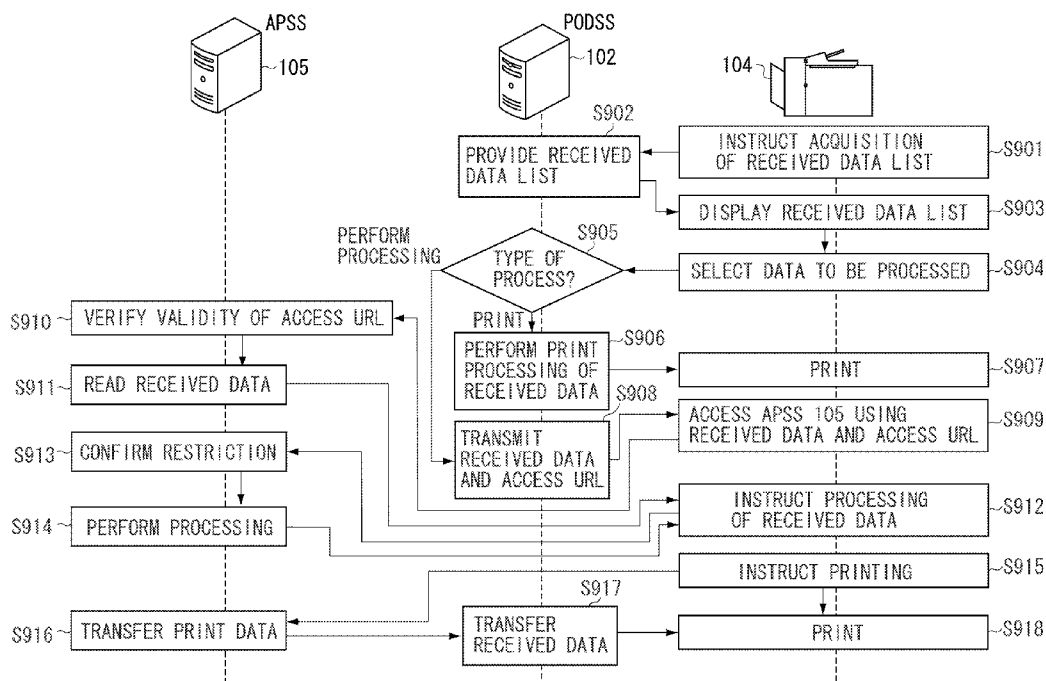 APSS
105
PODSS
102
104
S902
PROVIDE RECEIVED
DATA LIST
INSTRUCT ACQUISITION
OF RECEIVED DATA LIST
S901
DISPLAY RECEIVED DATA LIST
S903
PERFORM
PROCESSING
S905
TYPE OF
PROCESS?
SELECT DATA TO BE PROCESSED
S904
S910
VERIFY VALIDITY OF ACCESS URL
PRINT
S906
PERFORM PRINT
PROCESSING OF
RECEIVED DATA
PRINT
S907
S911
READ RECEIVED DATA
S908
TRANSMIT
RECEIVED DATA
AND ACCESS URL
ACCESS APSS 105 USING
RECEIVED DATA AND ACCESS URL
S909
S913
CONFIRM RESTRICTION
INSTRUCT PROCESSING
OF RECEIVED DATA
S912
S914
PERFORM PROCESSING
INSTRUCT PRINTING
S915
S916
TRANSFER PRINT DATA
S917
TRANSFER
RECEIVED DATA
PRINT
S918